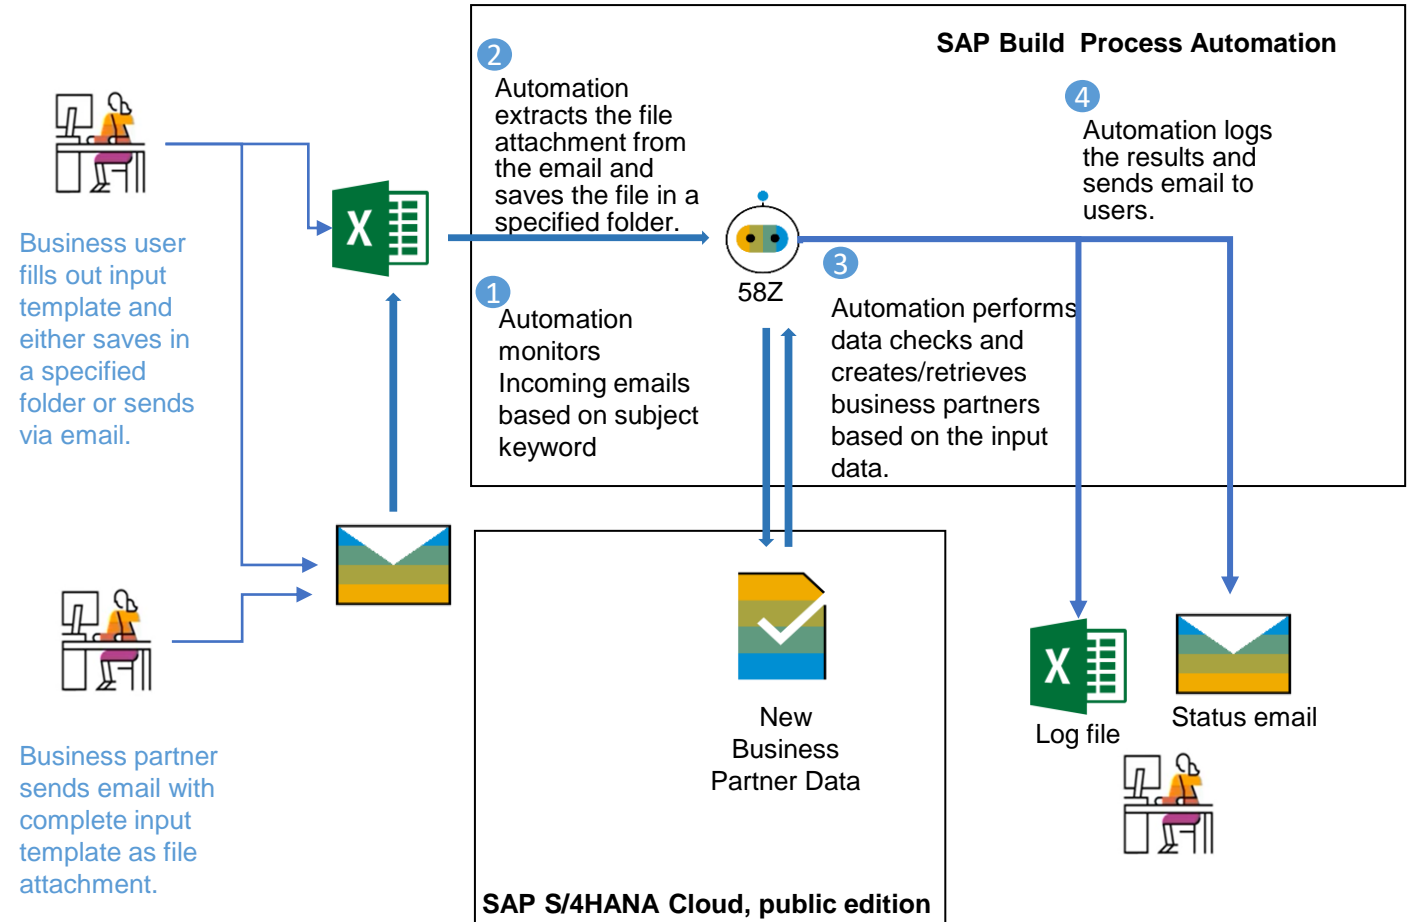 SAP Build Process Automation
2
Automation
extracts the file
attachment from
the email and
saves the file in a
specified folder.
4
Automation logs
the results and
sends email to
users.
X
Business user
fills out input
template and
either saves in
a specified
folder or sends
via email.
58Z
1
Automation
monitors
Incoming emails
based on subject
keyword
3
Automation performs
data checks and
creates/retrieves
business partners
based on the input
data.
New
Business
Partner Data
X
Log file
Status email
Business partner
sends email with
complete input
template as file
attachment.
SAP S/4HANA Cloud, public edition